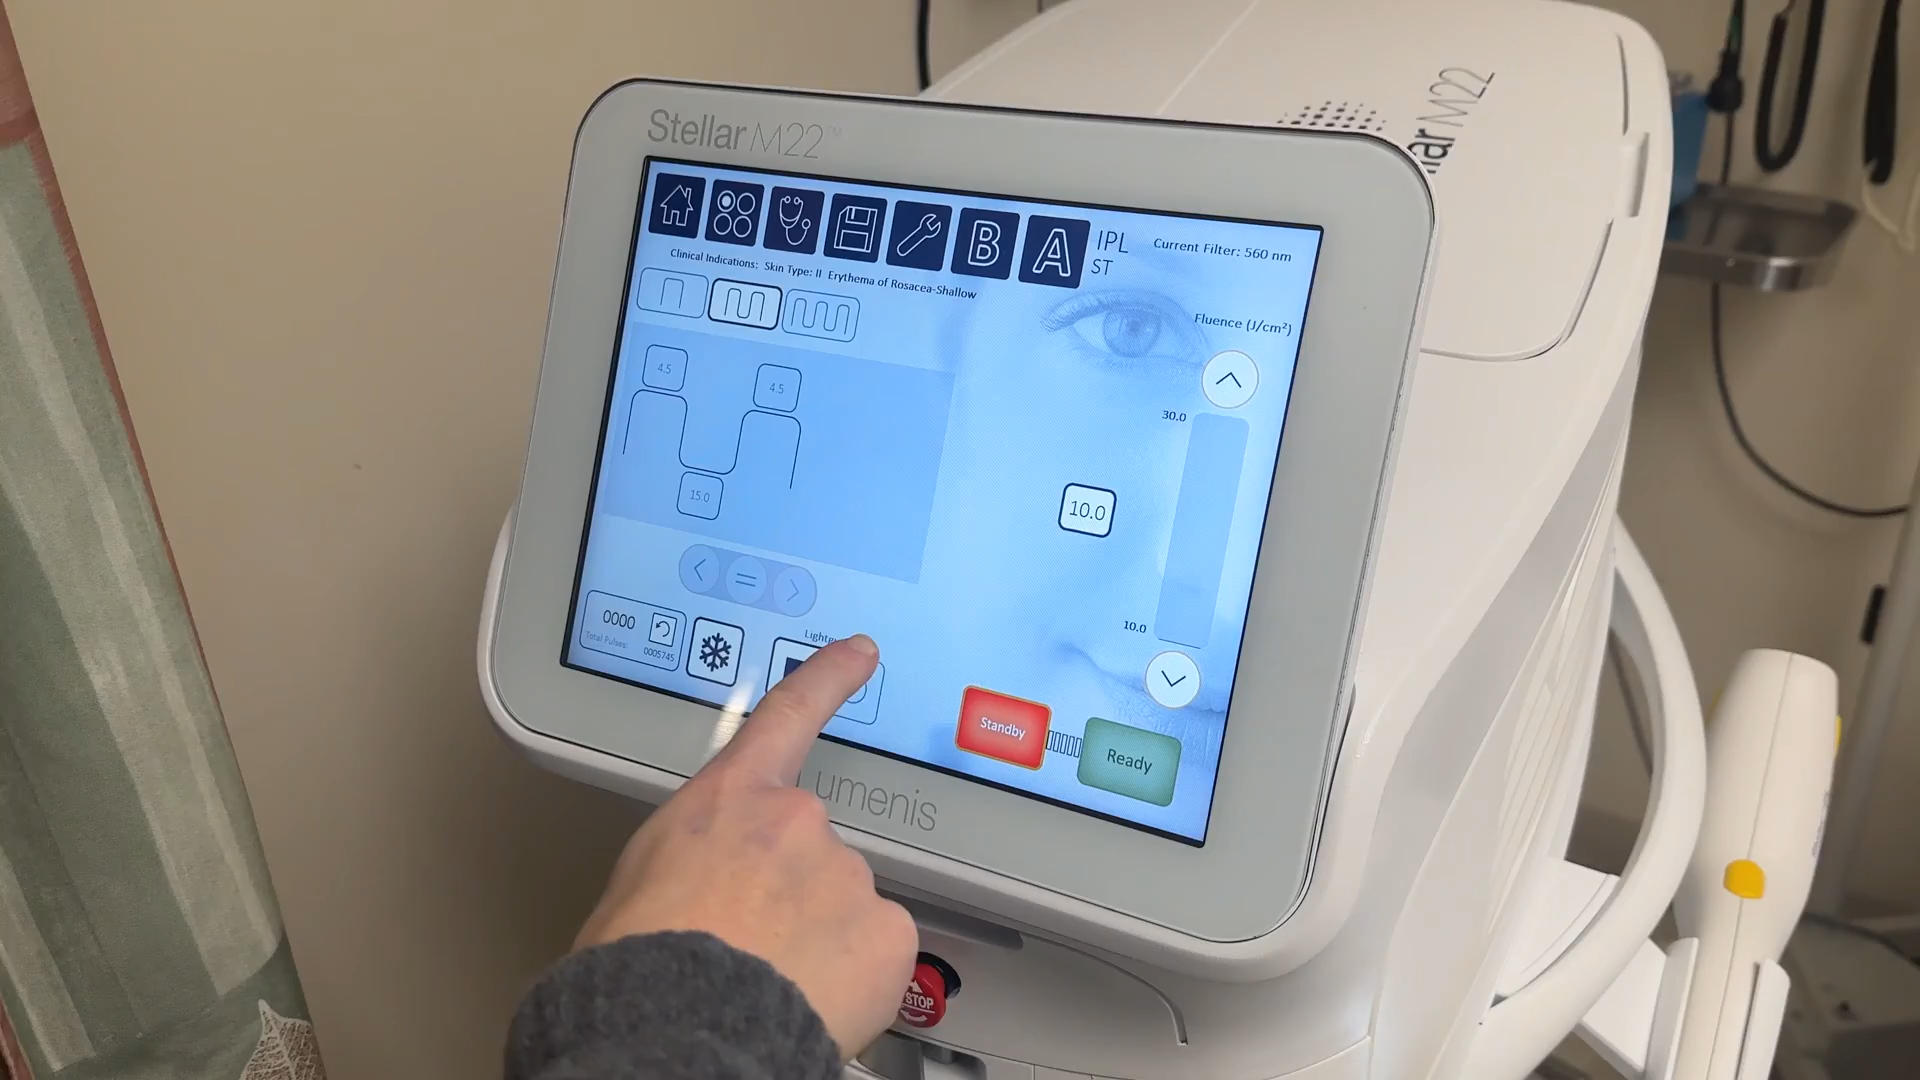 Stellar M22™
B A IPL
ST
Current Filter: 560 nm
Clinical Indications: Skin Type: II Erythema of Rosacea-Shallow
Fluence (J/cm²)
4.5
4.5
15.0
30.0
10.0
10.0
0000
Total Pulses: 0005745
Standby
Ready
umenis
STOP
ar M22